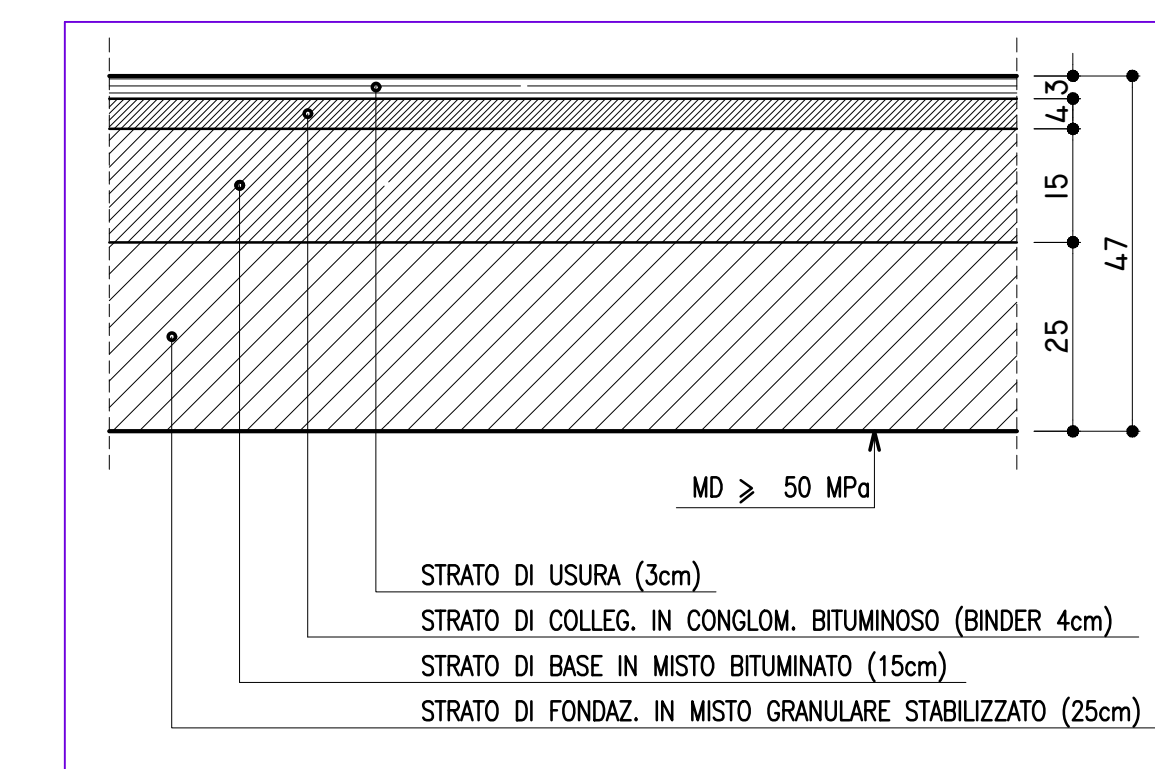 3
4
15
47
25
MD ⩾ 50 MPa
STRATO DI USURA (3cm)
STRATO DI COLLEG. IN CONGLOM. BITUMINOSO (BINDER 4cm)
STRATO DI BASE IN MISTO BITUMINATO (15cm)
STRATO DI FONDAZ. IN MISTO GRANULARE STABILIZZATO (25cm)